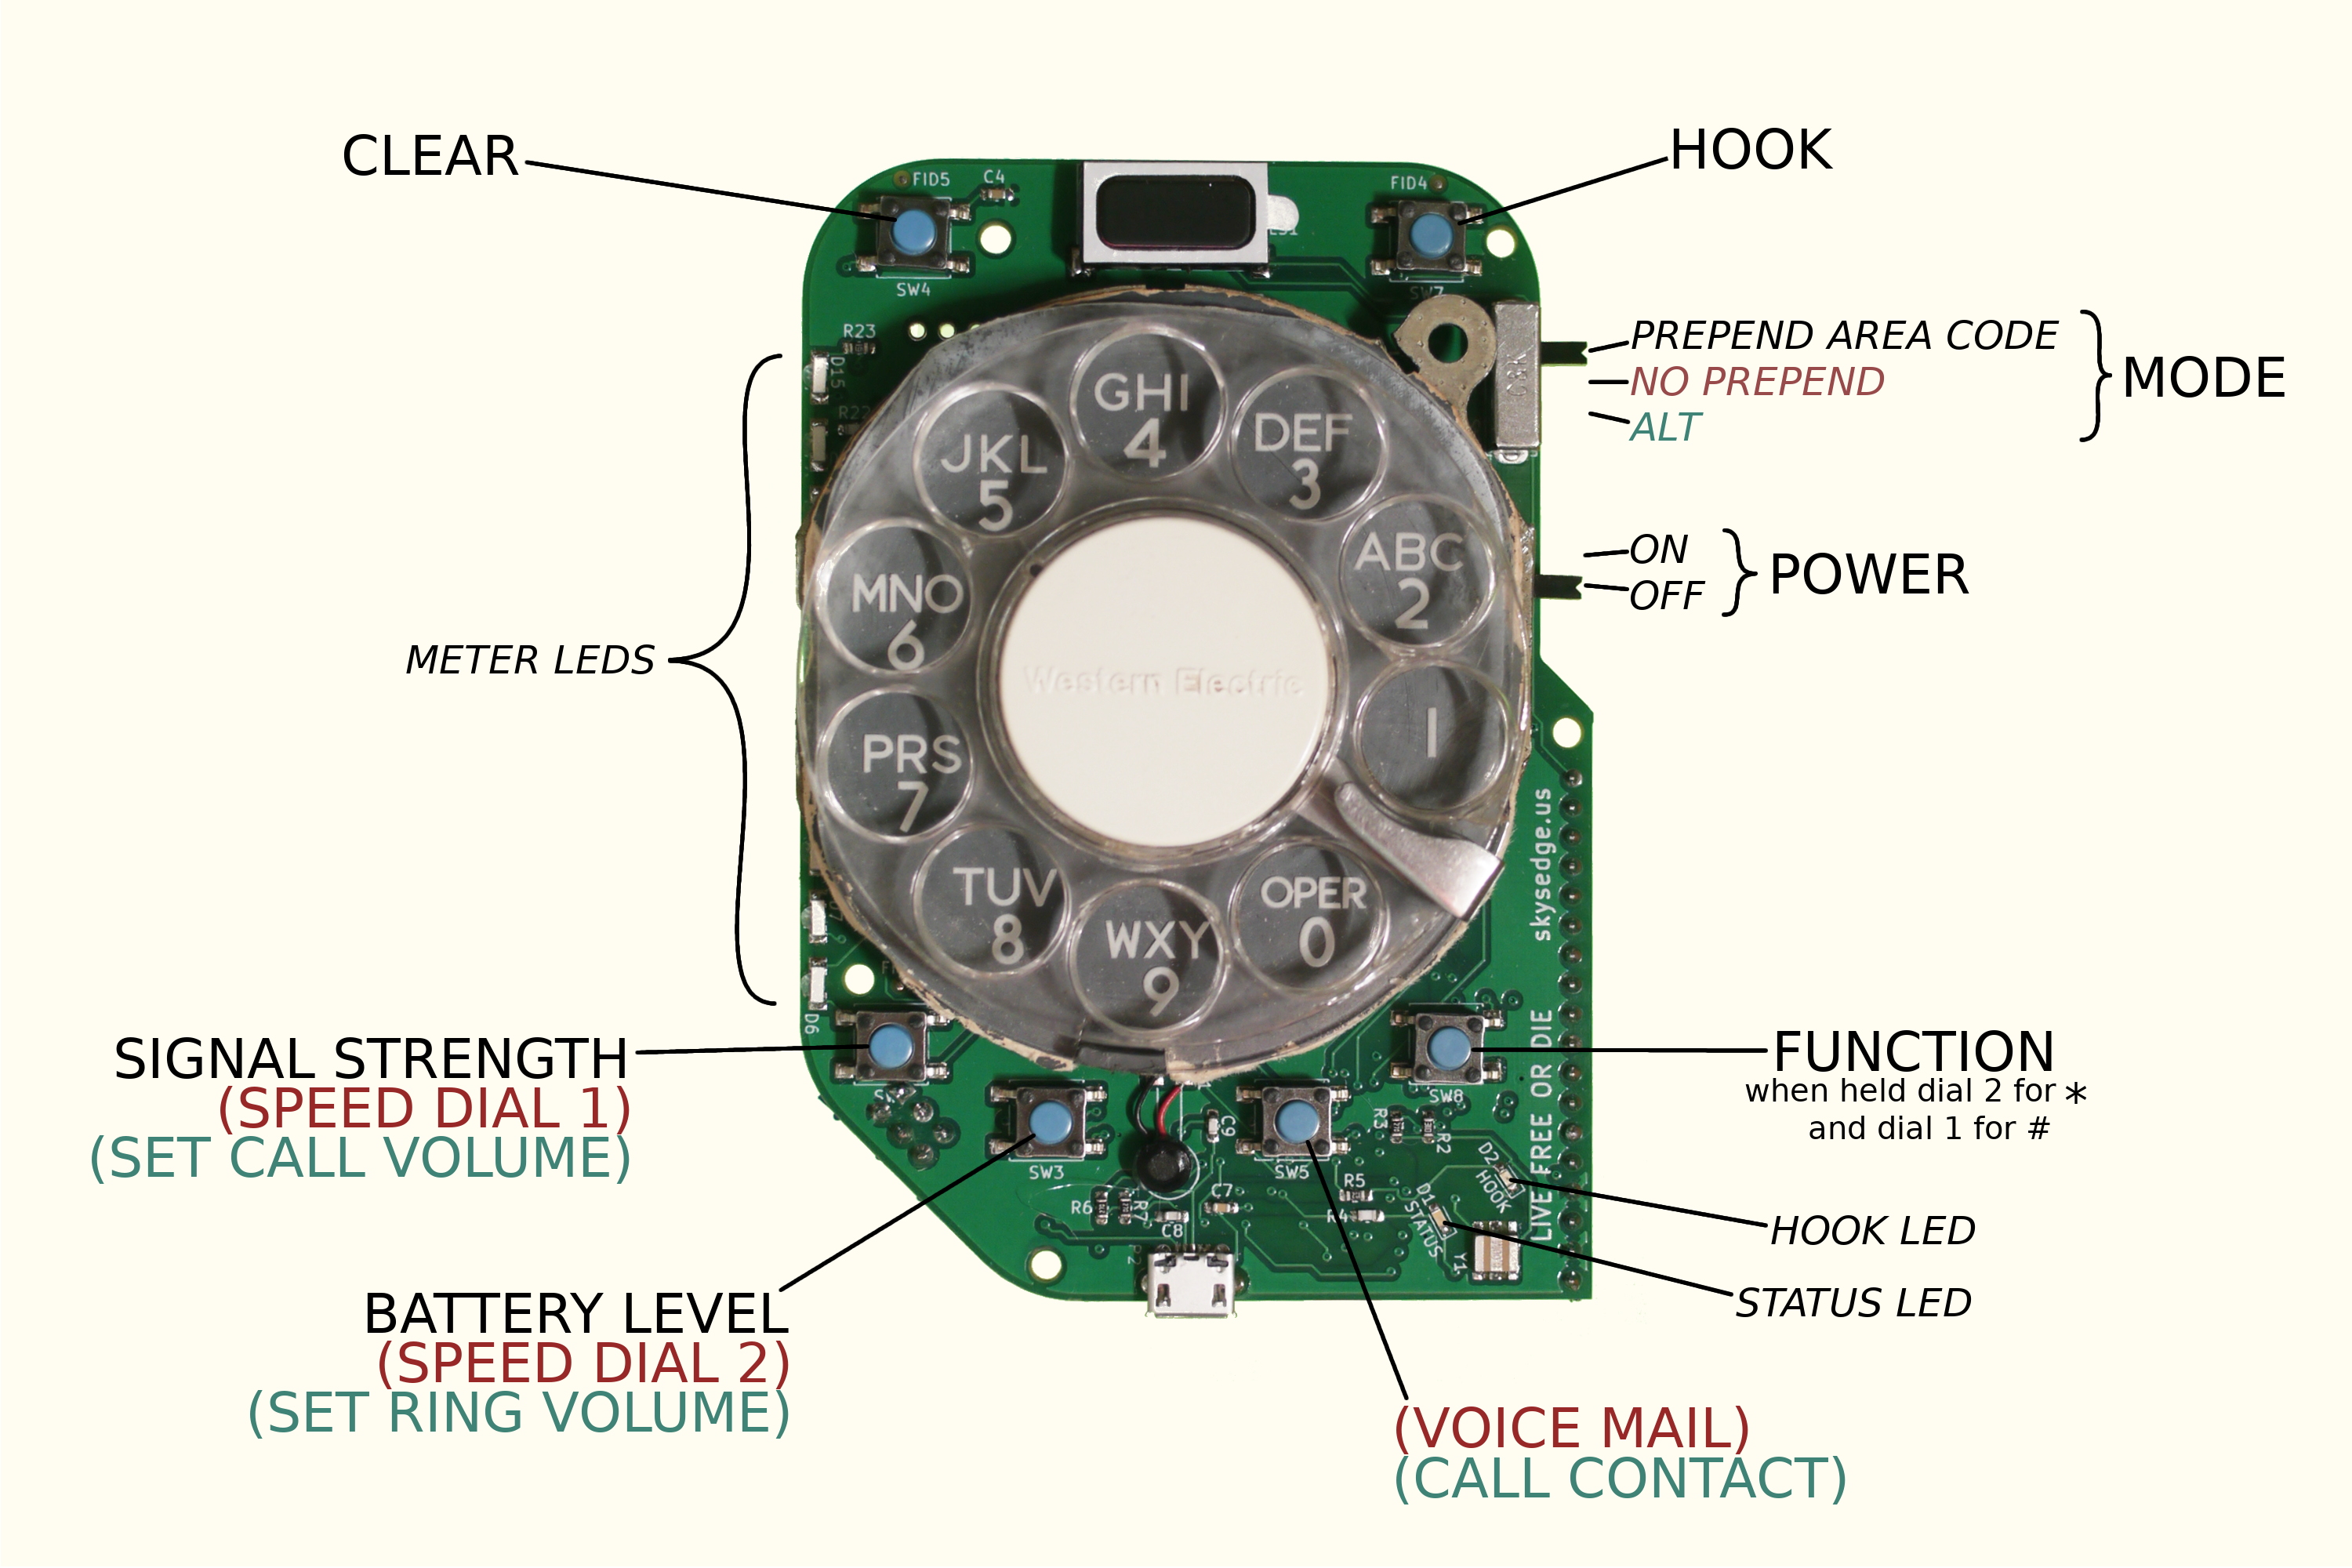 CLEAR
HOOK
FID5
C4
FID4
SW4
SW7
R23
D15
R22
PREPEND AREA CODE
NO PREPEND
ALT
MODE
GHI
4
DEF
3
JKL
5
ABC
2
MNO
6
ON
OFF
POWER
METER LEDS
Western Electric
1
PRS
7
TUV
8
OPER
0
WXY
9
skysedge.us
LIVE FREE OR DIE
D6
SIGNAL STRENGTH
(SPEED DIAL 1)
(SET CALL VOLUME)
FUNCTION
when held dial 2 for *
and dial 1 for #
SW8
SW3
SW5
C9
R3
R2
D2
HOOK
R5
R4
D1
STATUS
R6
R7
C7
C8
Y1
HOOK LED
STATUS LED
BATTERY LEVEL
(SPEED DIAL 2)
(SET RING VOLUME)
(VOICE MAIL)
(CALL CONTACT)